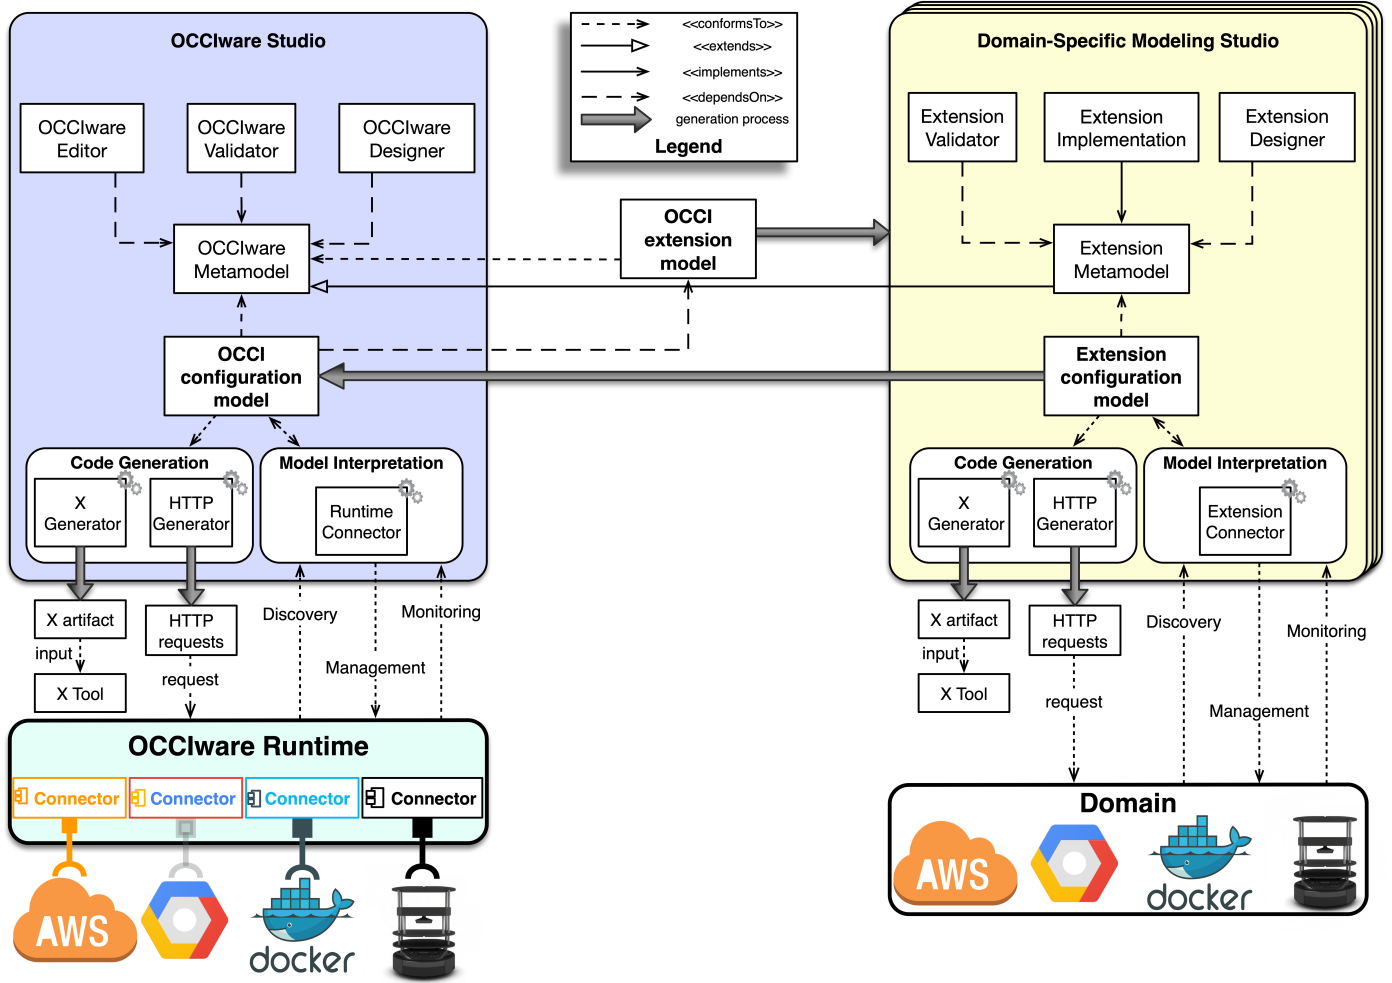 OCCIware Studio
OCCIware
Editor
OCCIware
Validator
OCCIware
Designer
OCCIware
Metamodel
OCCI
configuration
model
Code Generation
X
Generator
HTTP
Generator
Model Interpretation
Runtime
Connector
X artifact
input
X Tool
HTTP
requests
request
Discovery
Management
Monitoring
OCCIware Runtime
Connector
Connector
Connector
Connector
AWS
docker
<<conformsTo>>
<<extends>>
<<implements>>
<<dependsOn>>
generation process
Legend
OCCI
extension
model
Domain-Specific Modeling Studio
Extension
Validator
Extension
Implementation
Extension
Designer
Extension
Metamodel
Extension
configuration
model
Code Generation
X
Generator
HTTP
Generator
Model Interpretation
Extension
Connector
X artifact
input
X Tool
HTTP
requests
request
Discovery
Management
Monitoring
Domain
AWS
docker